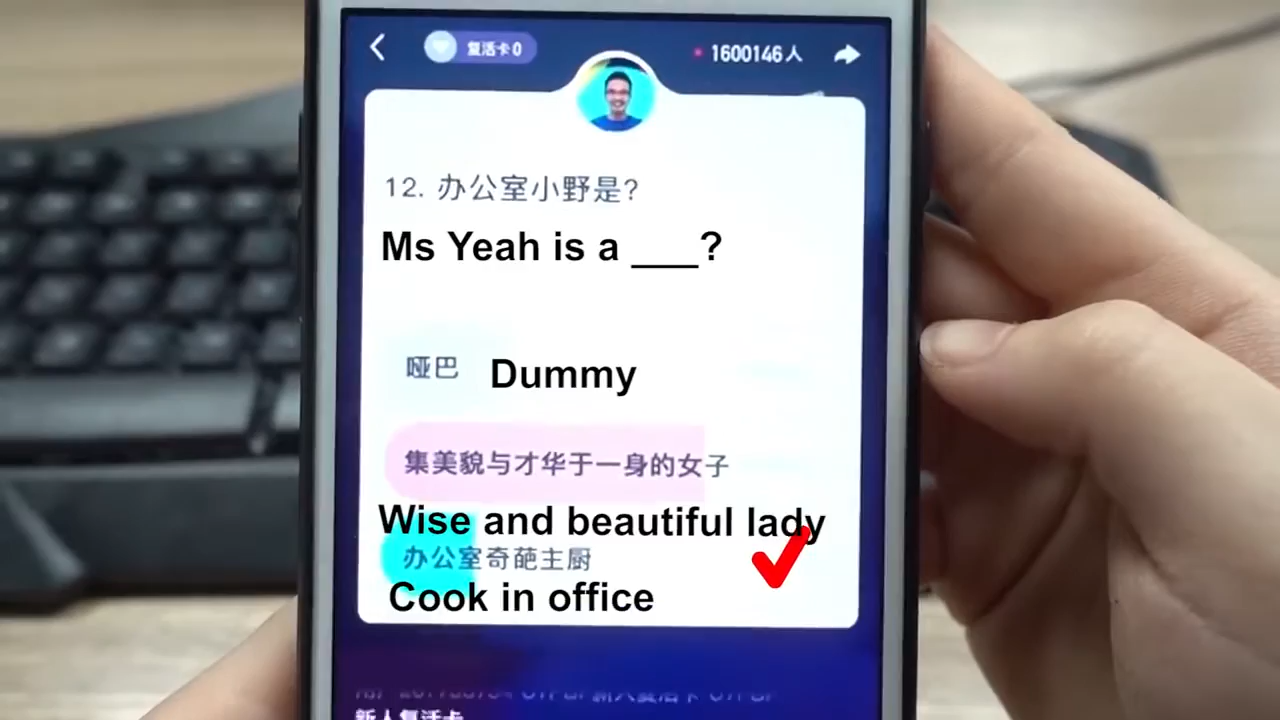 复活卡0
1600146人
12. 办公室小野是?
Ms Yeah is a ___?
哑巴
Dummy
集美貌与才华于一身的女子
Wise and beautiful lady
办公室奇葩主厨
Cook in office
新人复活卡